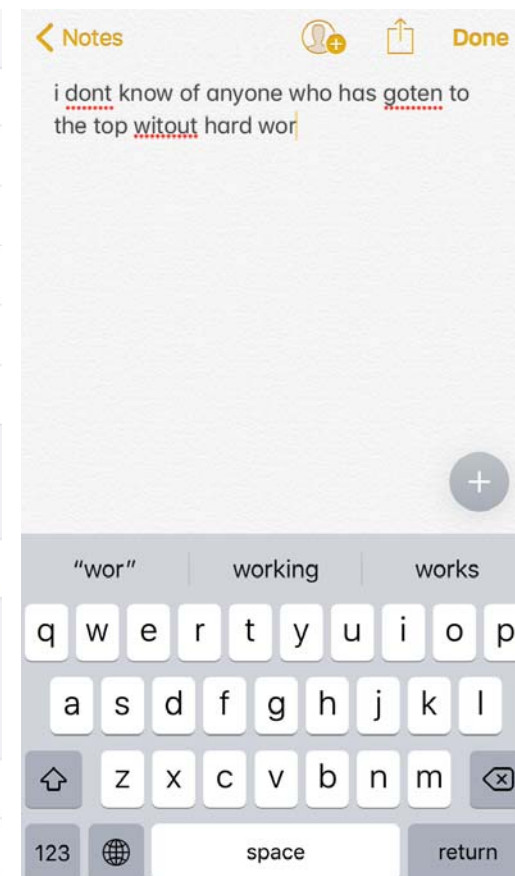 Notes
Done
i dont know of anyone who has goten to
the top witout hard wor
+
“wor” working works
q w e r t y u i o p
a s d f g h j k l
z x c v b n m
123 space return